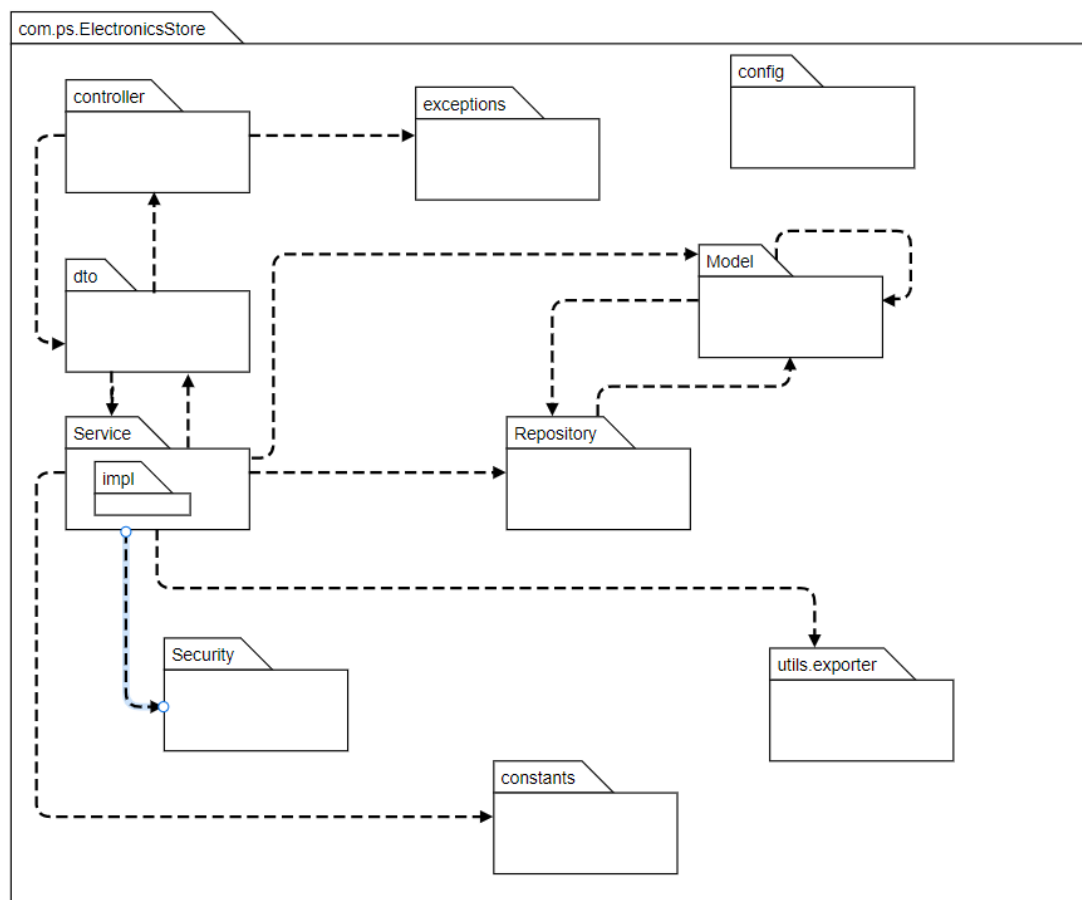 com.ps.ElectronicsStore
controller
exceptions
config
dto
Model
Service
impl
Repository
Security
utils.exporter
constants